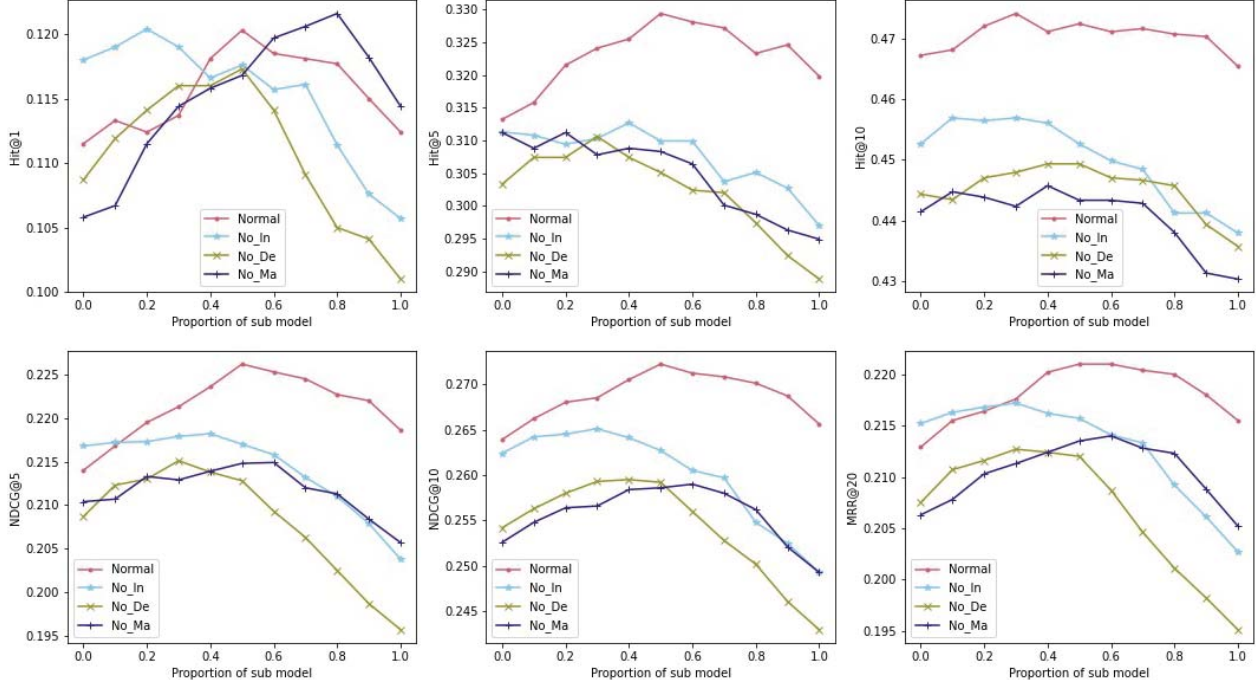 0.120
0.115
0.110
0.105
0.100
Hit@1
Normal
No_In
No_De
No_Ma
0.0 0.2 0.4 0.6 0.8 1.0
Proportion of sub model
0.330
0.325
0.320
0.315
0.310
0.305
0.300
0.295
0.290
Hit@5
Normal
No_In
No_De
No_Ma
0.0 0.2 0.4 0.6 0.8 1.0
Proportion of sub model
0.47
0.46
0.45
0.44
0.43
Hit@10
Normal
No_In
No_De
No_Ma
0.0 0.2 0.4 0.6 0.8 1.0
Proportion of sub model
0.225
0.220
0.215
0.210
0.205
0.200
0.195
NDCG@5
Normal
No_In
No_De
No_Ma
0.0 0.2 0.4 0.6 0.8 1.0
Proportion of sub model
0.270
0.265
0.260
0.255
0.250
0.245
NDCG@10
Normal
No_In
No_De
No_Ma
0.0 0.2 0.4 0.6 0.8 1.0
Proportion of sub model
0.220
0.215
0.210
0.205
0.200
0.195
MRR@20
Normal
No_In
No_De
No_Ma
0.0 0.2 0.4 0.6 0.8 1.0
Proportion of sub model